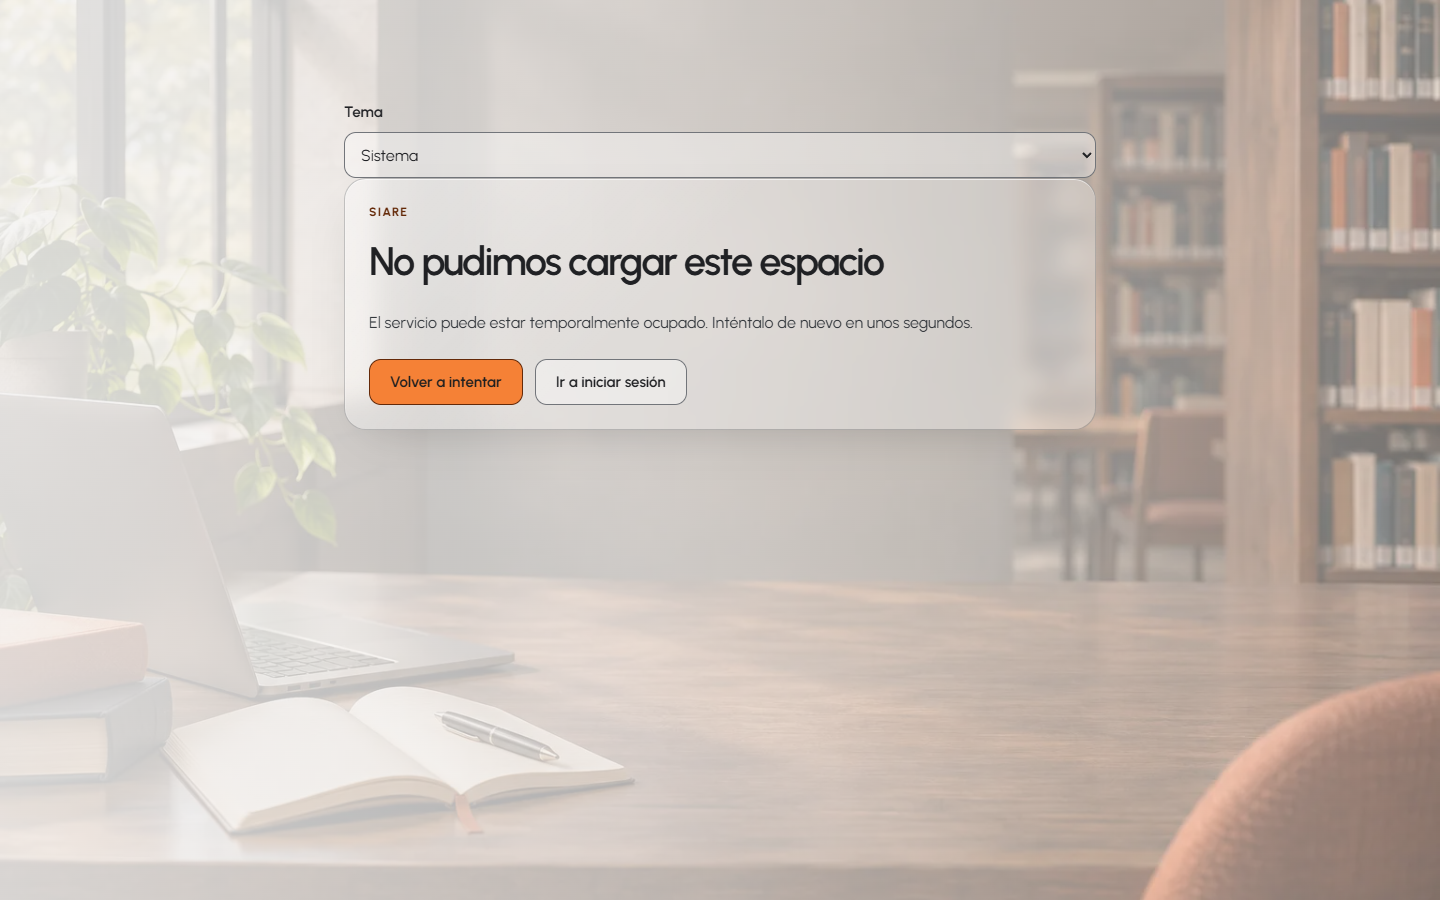 Tema
Sistema
SIARE
No pudimos cargar este espacio
El servicio puede estar temporalmente ocupado. Inténtalo de nuevo en unos segundos.
Volver a intentar
Ir a iniciar sesión